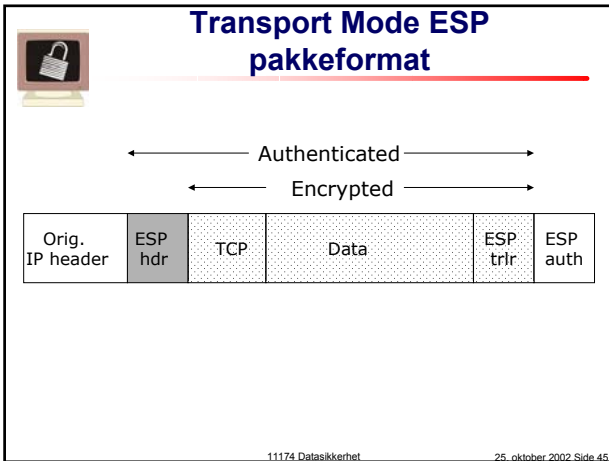 Transport Mode ESP
pakkeformat
Authenticated
Encrypted
Orig.
IP header
ESP
hdr
TCP
Data
ESP
trlr
ESP
auth
11174 Datasikkerhet
25. oktober 2002 Side 45